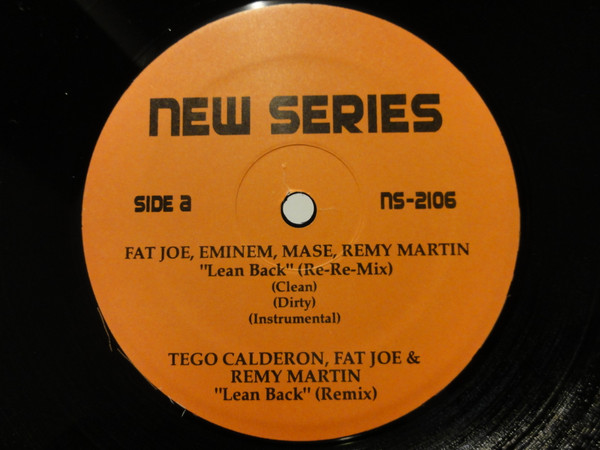 NEW SERIES
SIDE a
NS-2106
FAT JOE, EMINEM, MASE, REMY MARTIN
"Lean Back" (Re-Re-Mix)
(Clean)
(Dirty)
(Instrumental)
TEGO CALDERON, FAT JOE &
REMY MARTIN
"Lean Back" (Remix)